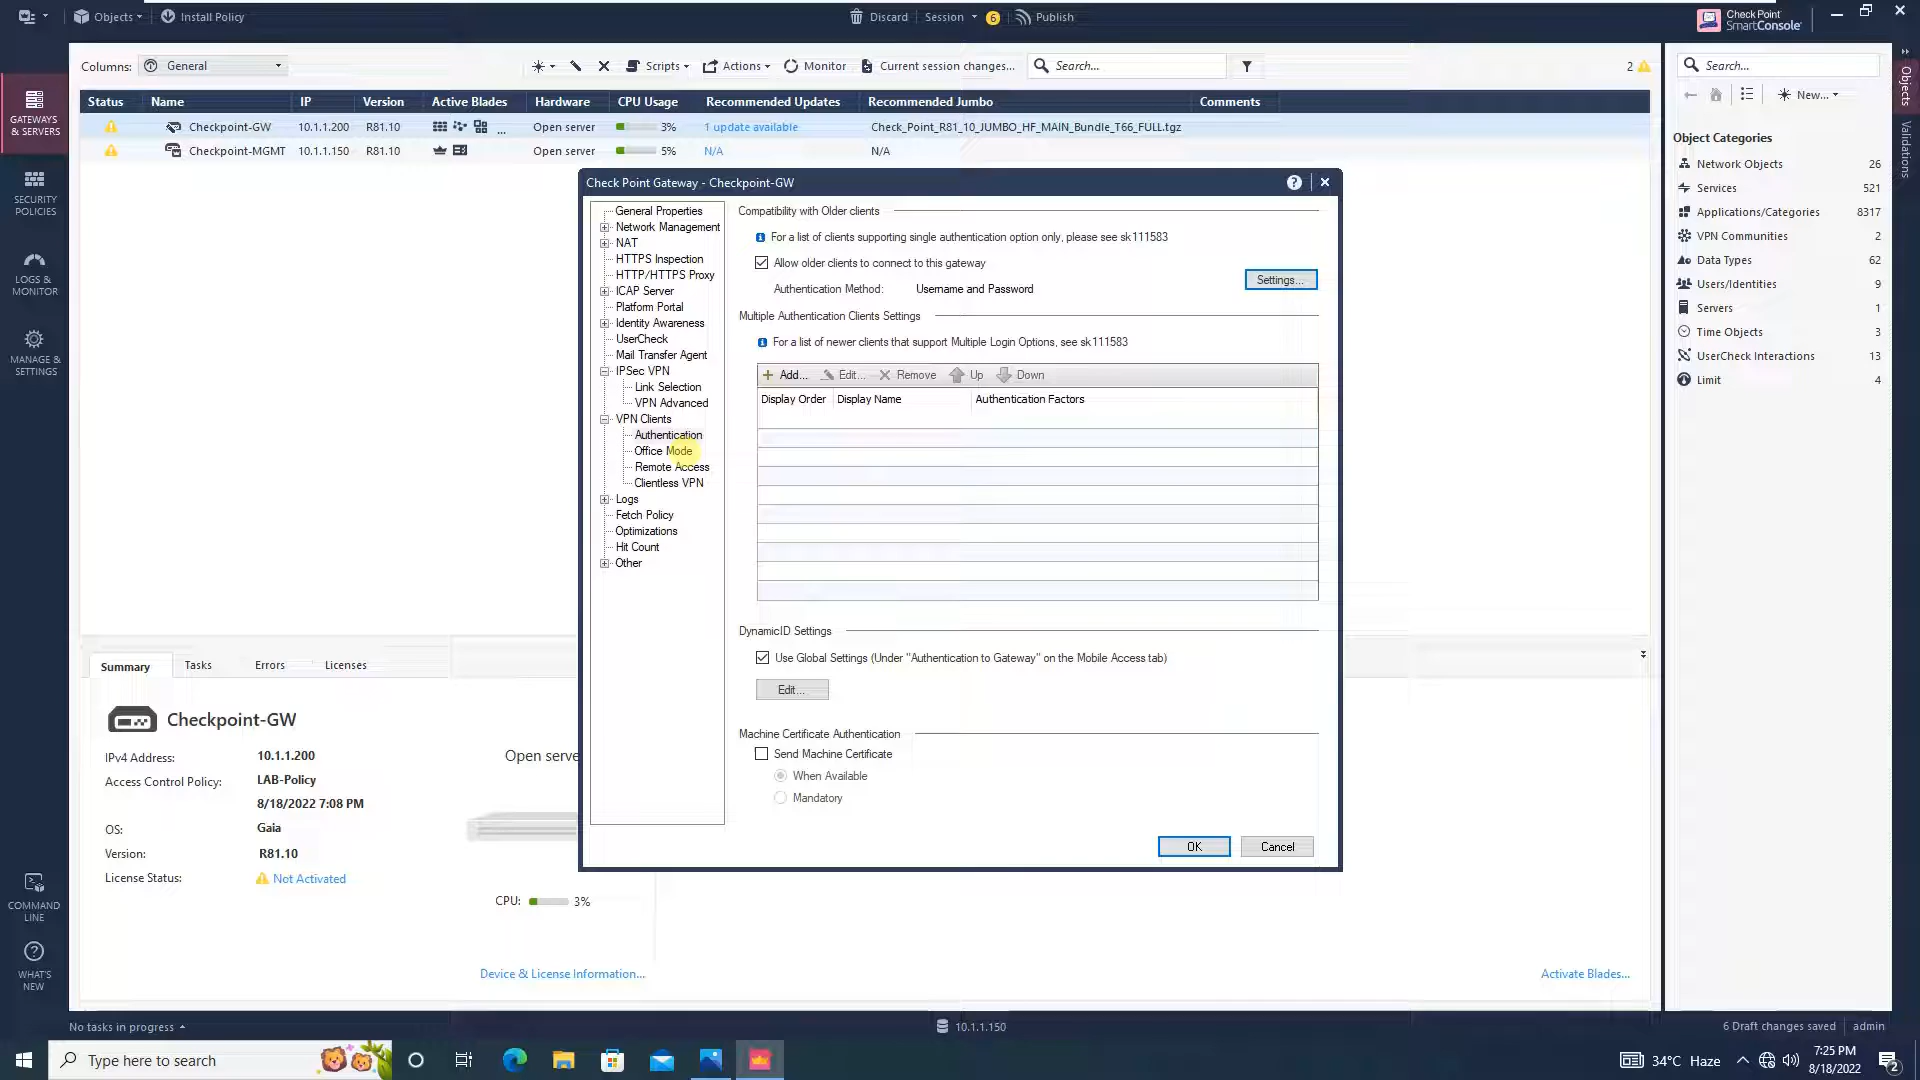 Objects
Install Policy
Discard
Session
6
Publish
Check Point
SmartConsole
Columns:
General
Scripts
Actions
Monitor
Current session changes...
Search...
2
Status
Name
IP
Version
Active Blades
Hardware
CPU Usage
Recommended Updates
Recommended Jumbo
Comments
Checkpoint-GW
10.1.1.200
R81.10
...
Open server
3%
1 update available
Check_Point_R81_10_JUMBO_HF_MAIN_Bundle_T66_FULL.tgz
Checkpoint-MGMT
10.1.1.150
R81.10
Open server
5%
N/A
N/A
GATEWAYS
& SERVERS
SECURITY
POLICIES
LOGS &
MONITOR
MANAGE &
SETTINGS
COMMAND
LINE
WHAT'S
NEW
Check Point Gateway - Checkpoint-GW
General Properties
Network Management
NAT
HTTPS Inspection
HTTP/HTTPS Proxy
ICAP Server
Platform Portal
Identity Awareness
UserCheck
Mail Transfer Agent
IPSec VPN
Link Selection
VPN Advanced
VPN Clients
Authentication
Office Mode
Remote Access
Clientless VPN
Logs
Fetch Policy
Optimizations
Hit Count
Other
Compatibility with Older clients
For a list of clients supporting single authentication option only, please see sk111583
Allow older clients to connect to this gateway
Authentication Method: Username and Password
Settings...
Multiple Authentication Clients Settings
For a list of newer clients that support Multiple Login Options, see sk111583
Add...
Edit...
Remove
Up
Down
Display Order
Display Name
Authentication Factors
DynamicID Settings
Use Global Settings (Under "Authentication to Gateway" on the Mobile Access tab)
Edit...
Machine Certificate Authentication
Send Machine Certificate
When Available
Mandatory
OK
Cancel
Summary
Tasks
Errors
Licenses
Checkpoint-GW
IPv4 Address: 10.1.1.200
Access Control Policy: LAB-Policy
8/18/2022 7:08 PM
OS: Gaia
Version: R81.10
License Status: Not Activated
Open serve
CPU: 3%
Device & License Information...
Activate Blades...
Search...
New...
Object Categories
Network Objects 26
Services 521
Applications/Categories 8317
VPN Communities 2
Data Types 62
Users/Identities 9
Servers 1
Time Objects 3
UserCheck Interactions 13
Limit 4
Objects
Validations
No tasks in progress
10.1.1.150
6 Draft changes saved
admin
Type here to search
34°C Haze
7:25 PM
8/18/2022
2